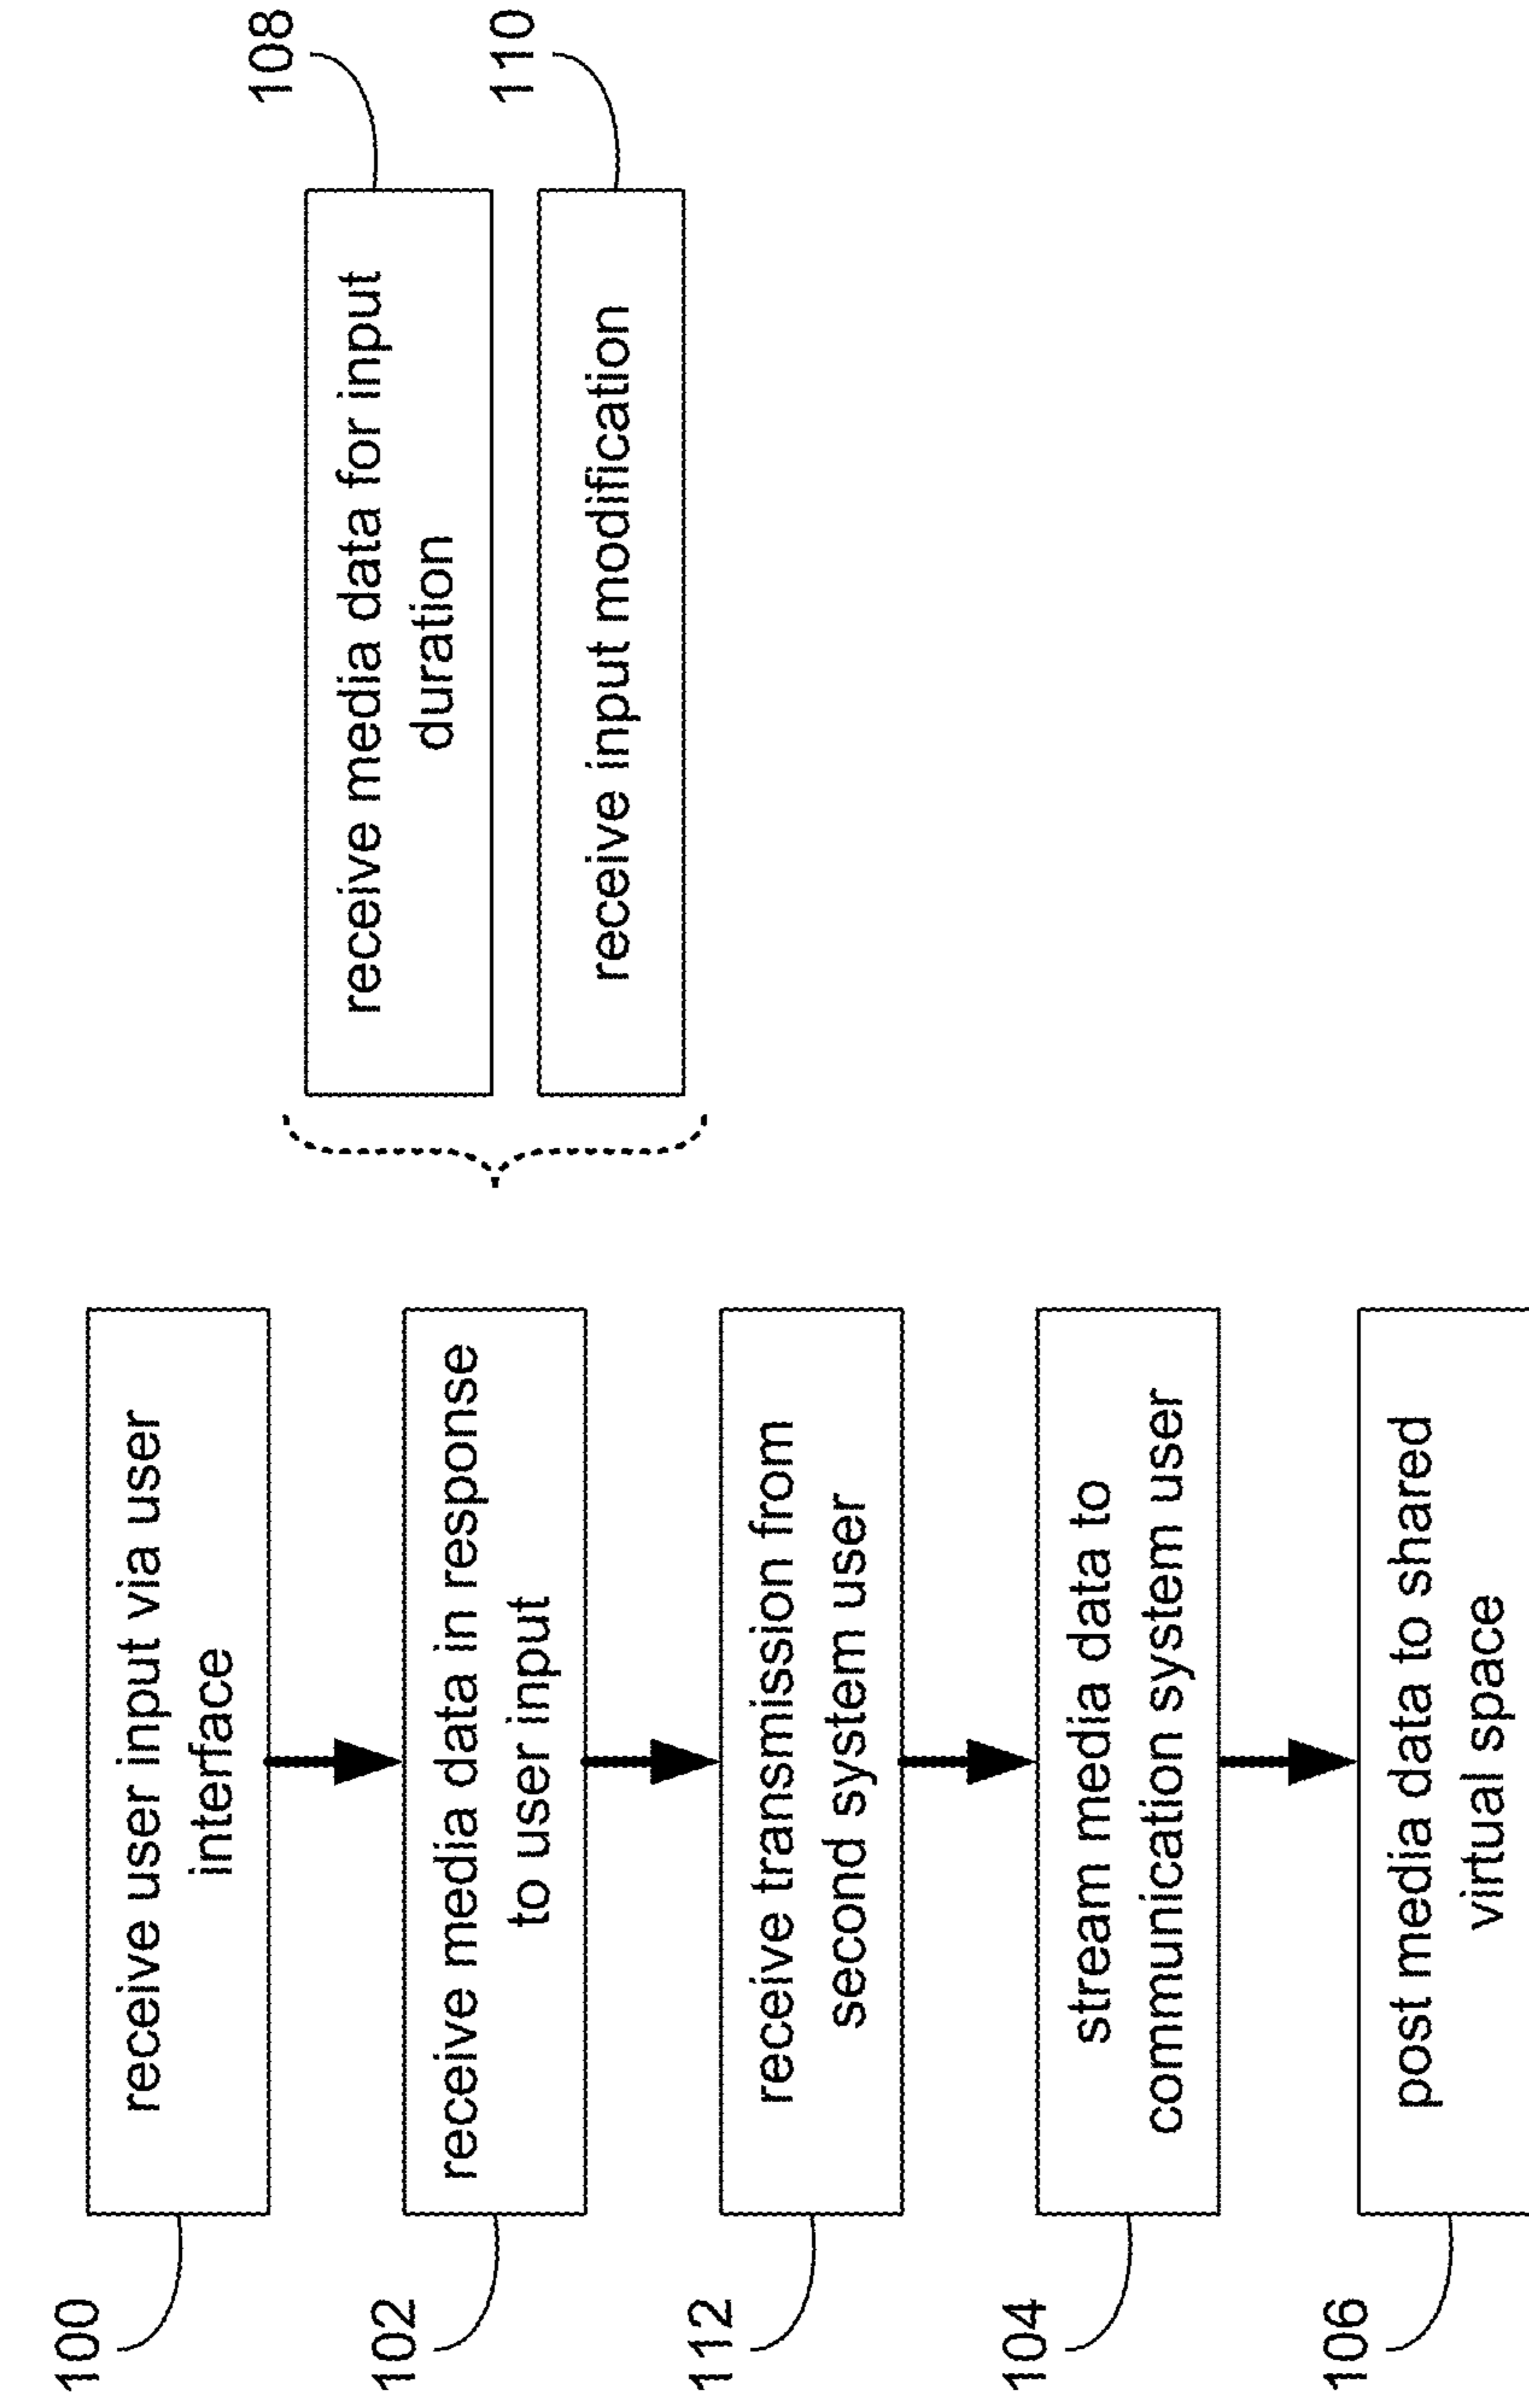 100
receive user input via user
interface
102
receive media data in response
to user input
108
receive media data for input
duration
110
receive input modification
112
receive transmission from
second system user
104
stream media data to
communication system user
106
post media data to shared
virtual space